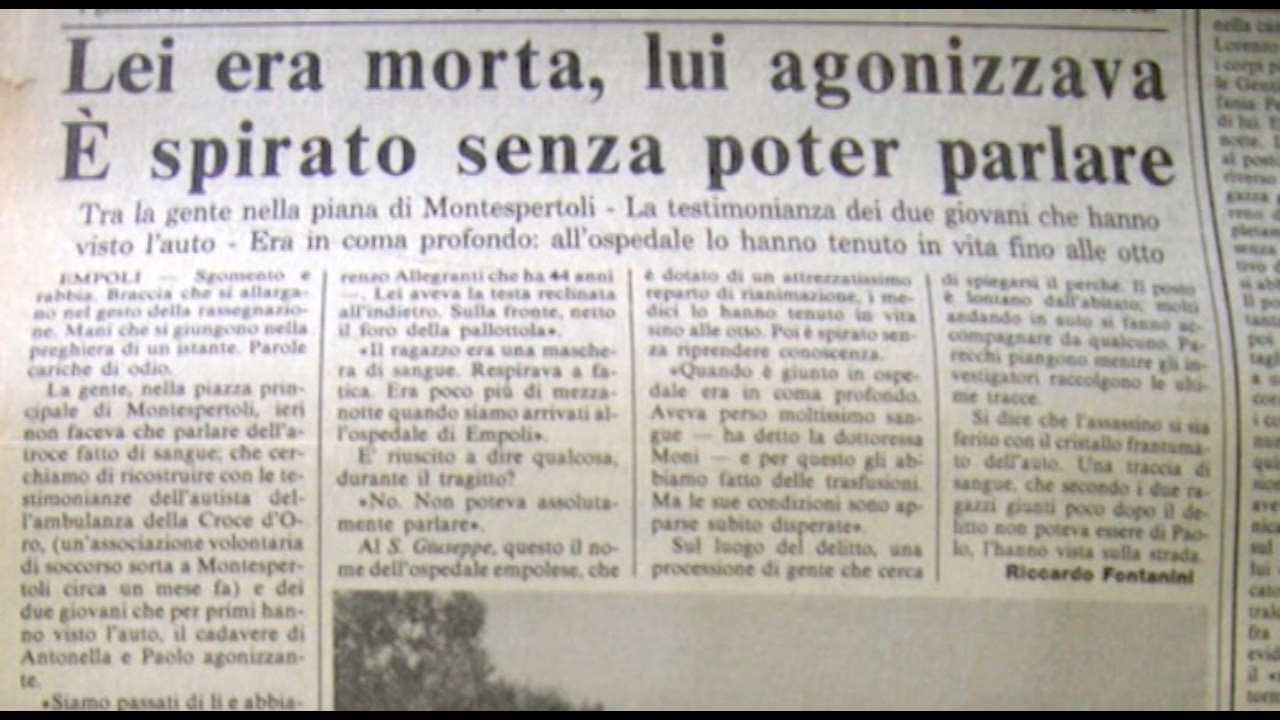 Lei era morta, lui agonizzava
È spirato senza poter parlare
Tra la gente nella piana di Montespertoli - La testimonianza dei due giovani che hanno
visto l'auto - Era in coma profondo: all'ospedale lo hanno tenuto in vita fino alle otto
EMPOLI — Sgomento e
rabbia. Braccia che si allarga-
no nel gesto della rassegnazio-
ne. Mani che si giungono nella
preghiera di un istante. Parole
cariche di odio.
La gente, nella piazza prin-
cipale di Montespertoli, ieri
non faceva che parlare dell'a-
troce fatto di sangue; che cer-
chiamo di ricostruire con le te-
stimonianze dell'autista del-
l'ambulanza della Croce d'O-
ro, (un'associazione volontaria
di soccorso sorta a Montesper-
toli circa un mese fa) e dei
due giovani che per primi han-
no visto l'auto, il cadavere di
Antonella e Paolo agonizzan-
te.
«Siamo passati di lì e abbia-
renzo Allegranti che ha 44 anni
—. Lei aveva la testa reclinata
all'indietro. Sulla fronte, netto
il foro della pallottola».
«Il ragazzo era una masche-
ra di sangue. Respirava a fa-
tica. Era poco più di mezza-
notte quando siamo arrivati al-
l'ospedale di Empoli».
E' riuscito a dire qualcosa,
durante il tragitto?
«No. Non poteva assoluta-
mente parlare».
Al S. Giuseppe, questo il no-
me dell'ospedale empolese, che
è dotato di un attrezzatissimo
reparto di rianimazione, i me-
dici lo hanno tenuto in vita
sino alle otto. Poi è spirato sen-
za riprendere conoscenza.
«Quando è giunto in ospe-
dale era in coma profondo.
Aveva perso moltissimo san-
gue — ha detto la dottoressa
Moni — e per questo gli ab-
biamo fatto delle trasfusioni.
Ma le sue condizioni sono ap-
parse subito disperate».
Sul luogo del delitto, una
processione di gente che cerca
di spiegarsi il perché. Il posto
è lontano dall'abitato; molti
andando in auto si fanno ac-
compagnare da qualcuno. Pa-
recchi piangono mentre gli in-
vestigatori raccolgono le ulti-
me tracce.
Si dice che l'assassino si sia
ferito con il cristallo frantuma-
to dell'auto. Una traccia di
sangue, che secondo i due ra-
gazzi giunti poco dopo il de-
litto non poteva essere di Pao-
lo, l'hanno vista sulla strada.
Riccardo Fontanini